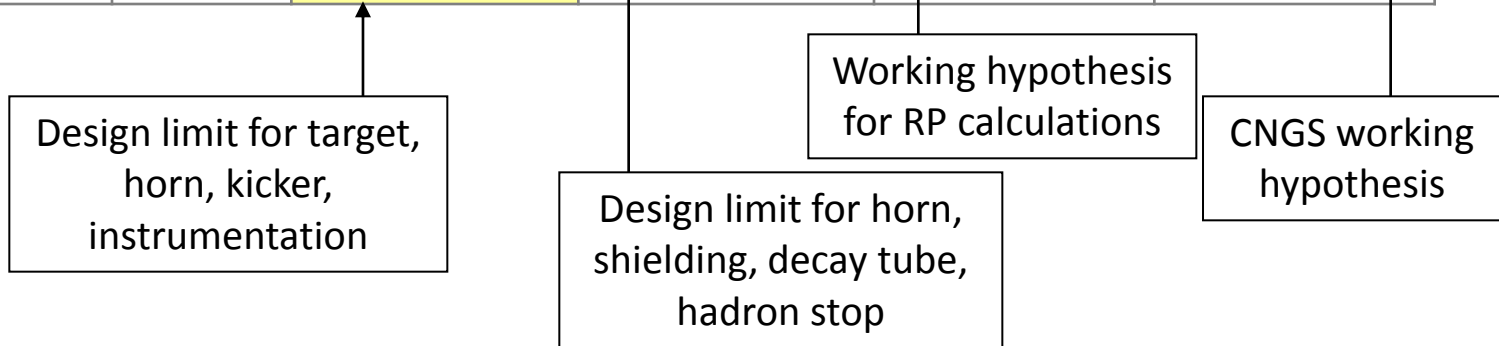 Design limit for target,
horn, kicker,
instrumentation
Design limit for horn,
shielding, decay tube,
hadron stop
Working hypothesis
for RP calculations
CNGS working
hypothesis